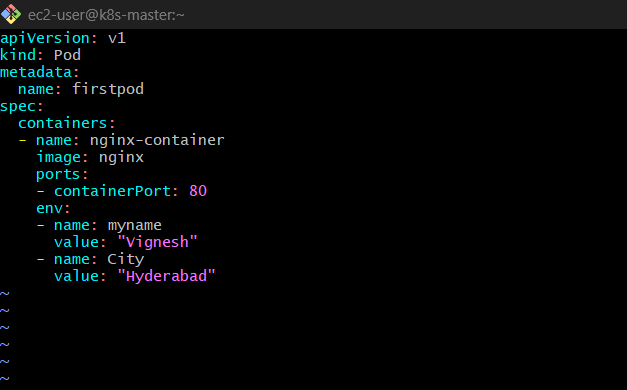 ec2-user@k8s-master:~
apiVersion: v1
kind: Pod
metadata:
  name: firstpod
spec:
  containers:
  - name: nginx-container
    image: nginx
    ports:
    - containerPort: 80
    env:
    - name: myname
      value: "Vignesh"
    - name: City
      value: "Hyderabad"
~
~
~
~
~
~